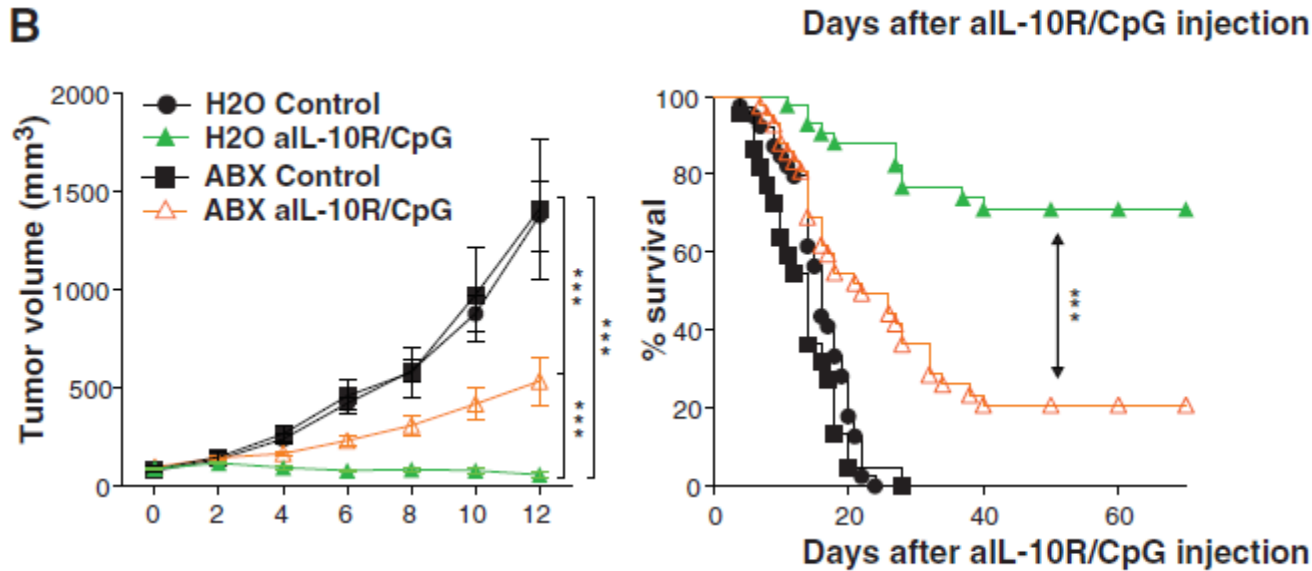 B
Days after aIL-10R/CpG injection
Tumor volume (mm³)
2000
1500
1000
500
0
H2O Control
H2O aIL-10R/CpG
ABX Control
ABX aIL-10R/CpG
***
***
***
0 2 4 6 8 10 12
% survival
100
80
60
40
20
0
***
0 20 40 60
Days after aIL-10R/CpG injection